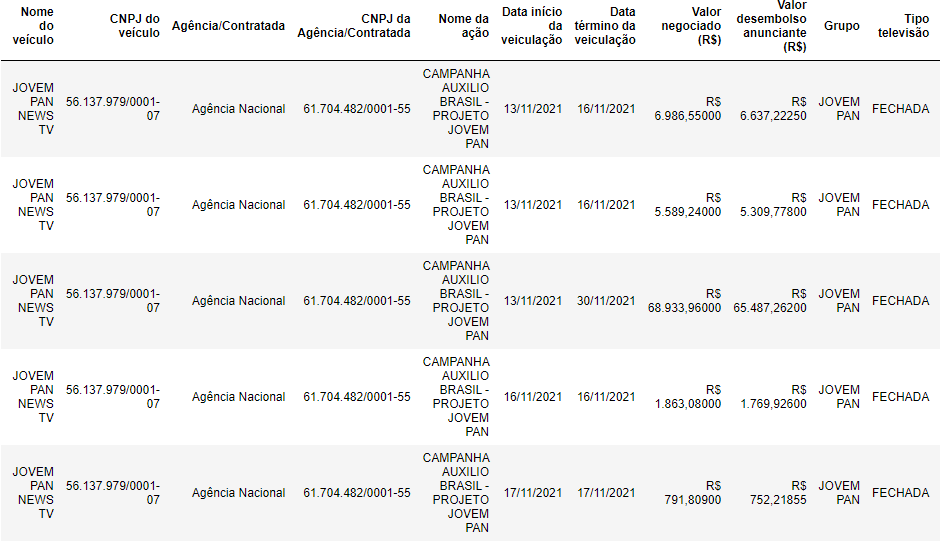 Nome do veículo CNPJ do veículo Agência/Contratada CNPJ da Agência/Contratada Nome da ação Data início da veiculação Data término da veiculação Valor negociado (R$) Valor desembolso anunciante (R$) Grupo Tipo televisão
JOVEM PAN NEWS TV 56.137.979/0001-07 Agência Nacional 61.704.482/0001-55 CAMPANHA AUXILIO BRASIL - PROJETO JOVEM PAN 13/11/2021 16/11/2021 R$ 6.986,55000 R$ 6.637,22250 JOVEM PAN FECHADA
JOVEM PAN NEWS TV 56.137.979/0001-07 Agência Nacional 61.704.482/0001-55 CAMPANHA AUXILIO BRASIL - PROJETO JOVEM PAN 13/11/2021 16/11/2021 R$ 5.589,24000 R$ 5.309,77800 JOVEM PAN FECHADA
JOVEM PAN NEWS TV 56.137.979/0001-07 Agência Nacional 61.704.482/0001-55 CAMPANHA AUXILIO BRASIL - PROJETO JOVEM PAN 13/11/2021 30/11/2021 R$ 68.933,96000 R$ 65.487,26200 JOVEM PAN FECHADA
JOVEM PAN NEWS TV 56.137.979/0001-07 Agência Nacional 61.704.482/0001-55 CAMPANHA AUXILIO BRASIL - PROJETO JOVEM PAN 16/11/2021 16/11/2021 R$ 1.863,08000 R$ 1.769,92600 JOVEM PAN FECHADA
JOVEM PAN NEWS TV 56.137.979/0001-07 Agência Nacional 61.704.482/0001-55 CAMPANHA AUXILIO BRASIL - PROJETO JOVEM PAN 17/11/2021 17/11/2021 R$ 791,80900 R$ 752,21855 JOVEM PAN FECHADA